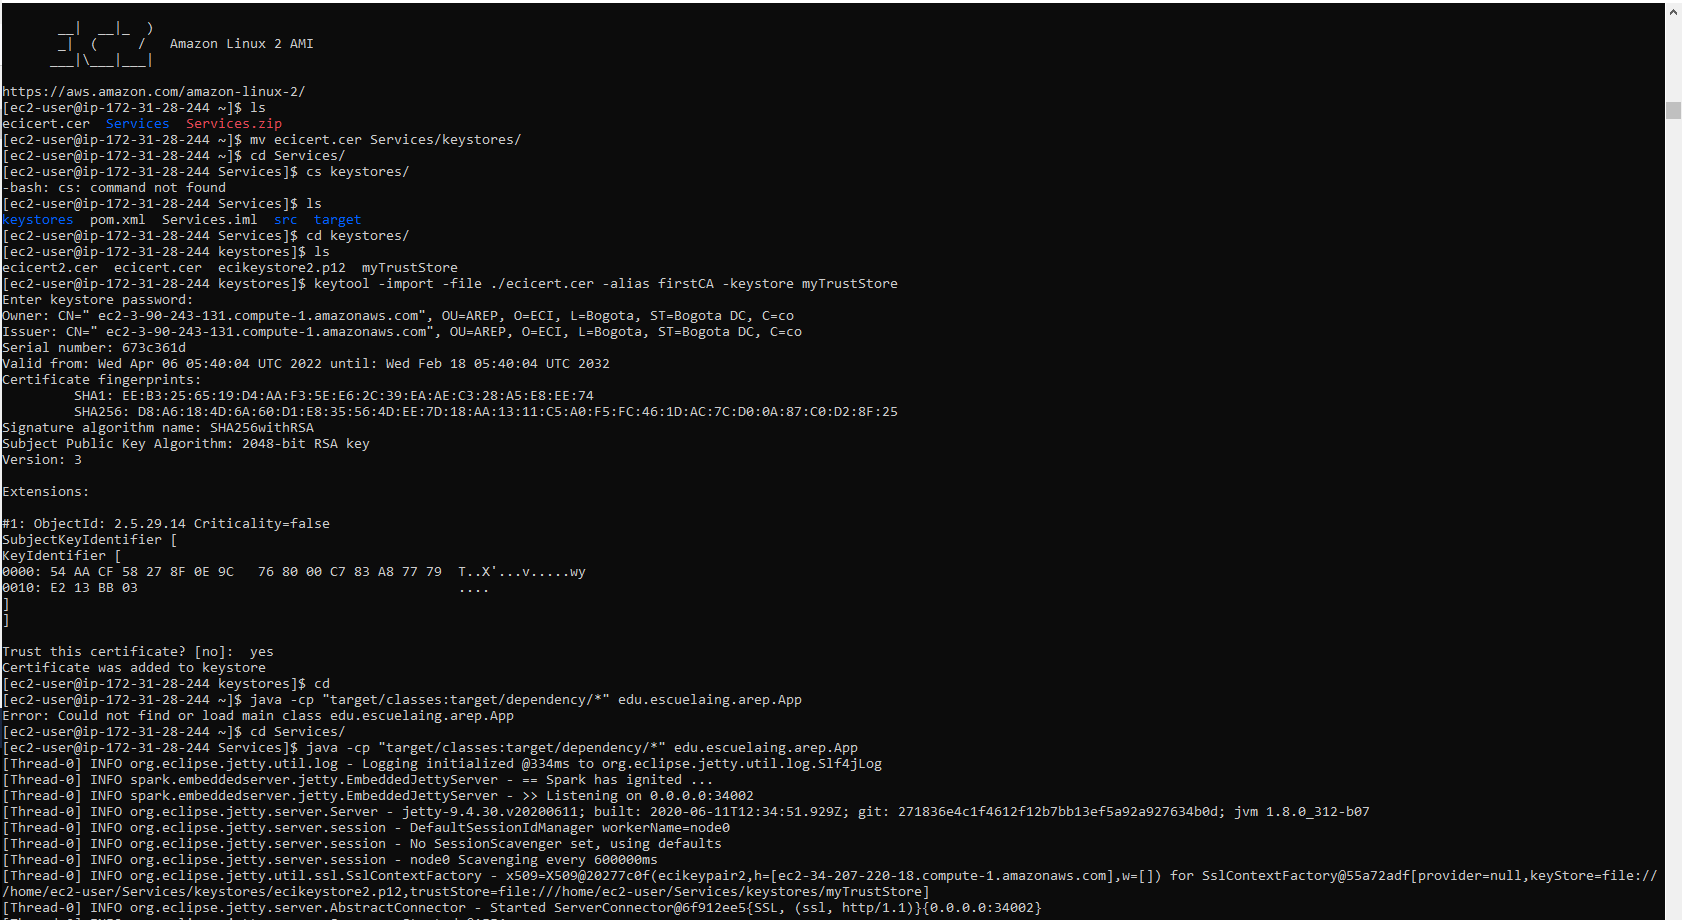 __|  __|_  )
       _|  (     /   Amazon Linux 2 AMI
      ___|\___|___|
https://aws.amazon.com/amazon-linux-2/
[ec2-user@ip-172-31-28-244 ~]$ ls
ecicert.cer  Services  Services.zip
[ec2-user@ip-172-31-28-244 ~]$ mv ecicert.cer Services/keystores/
[ec2-user@ip-172-31-28-244 ~]$ cd Services/
[ec2-user@ip-172-31-28-244 Services]$ cs keystores/
-bash: cs: command not found
[ec2-user@ip-172-31-28-244 Services]$ ls
keystores  pom.xml  Services.iml  src  target
[ec2-user@ip-172-31-28-244 Services]$ cd keystores/
[ec2-user@ip-172-31-28-244 keystores]$ ls
ecicert2.cer  ecicert.cer  ecikeystore2.p12  myTrustStore
[ec2-user@ip-172-31-28-244 keystores]$ keytool -import -file ./ecicert.cer -alias firstCA -keystore myTrustStore
Enter keystore password:
Owner: CN=" ec2-3-90-243-131.compute-1.amazonaws.com", OU=AREP, O=ECI, L=Bogota, ST=Bogota DC, C=co
Issuer: CN=" ec2-3-90-243-131.compute-1.amazonaws.com", OU=AREP, O=ECI, L=Bogota, ST=Bogota DC, C=co
Serial number: 673c361d
Valid from: Wed Apr 06 05:40:04 UTC 2022 until: Wed Feb 18 05:40:04 UTC 2032
Certificate fingerprints:
         SHA1: EE:B3:25:65:19:D4:AA:F3:5E:E6:2C:39:EA:AE:C3:28:A5:E8:EE:74
         SHA256: D8:A6:18:4D:6A:60:D1:E8:35:56:4D:EE:7D:18:AA:13:11:C5:A0:F5:FC:46:1D:AC:7C:D0:0A:87:C0:D2:8F:25
Signature algorithm name: SHA256withRSA
Subject Public Key Algorithm: 2048-bit RSA key
Version: 3
Extensions:
#1: ObjectId: 2.5.29.14 Criticality=false
SubjectKeyIdentifier [
KeyIdentifier [
0000: 54 AA CF 58 27 8F 0E 9C   76 80 00 C7 83 A8 77 79  T..X'...v.....wy
0010: E2 13 BB 03                                        ....
]
]
Trust this certificate? [no]:  yes
Certificate was added to keystore
[ec2-user@ip-172-31-28-244 keystores]$ cd
[ec2-user@ip-172-31-28-244 ~]$ java -cp "target/classes:target/dependency/*" edu.escuelaing.arep.App
Error: Could not find or load main class edu.escuelaing.arep.App
[ec2-user@ip-172-31-28-244 ~]$ cd Services/
[ec2-user@ip-172-31-28-244 Services]$ java -cp "target/classes:target/dependency/*" edu.escuelaing.arep.App
[Thread-0] INFO org.eclipse.jetty.util.log - Logging initialized @334ms to org.eclipse.jetty.util.log.Slf4jLog
[Thread-0] INFO spark.embeddedserver.jetty.EmbeddedJettyServer - == Spark has ignited ...
[Thread-0] INFO spark.embeddedserver.jetty.EmbeddedJettyServer - >> Listening on 0.0.0.0:34002
[Thread-0] INFO org.eclipse.jetty.server.Server - jetty-9.4.30.v20200611; built: 2020-06-11T12:34:51.929Z; git: 271836e4c1f4612f12b7bb13ef5a92a927634b0d; jvm 1.8.0_312-b07
[Thread-0] INFO org.eclipse.jetty.server.session - DefaultSessionIdManager workerName=node0
[Thread-0] INFO org.eclipse.jetty.server.session - No SessionScavenger set, using defaults
[Thread-0] INFO org.eclipse.jetty.server.session - node0 Scavenging every 600000ms
[Thread-0] INFO org.eclipse.jetty.util.ssl.SslContextFactory - x509=X509@20277c0f(ecikeypair2,h=[ec2-34-207-220-18.compute-1.amazonaws.com],w=[]) for SslContextFactory@55a72adf[provider=null,keyStore=file://
/home/ec2-user/Services/keystores/ecikeystore2.p12,trustStore=file:///home/ec2-user/Services/keystores/myTrustStore]
[Thread-0] INFO org.eclipse.jetty.server.AbstractConnector - Started ServerConnector@6f912ee5{SSL, (ssl, http/1.1)}{0.0.0.0:34002}